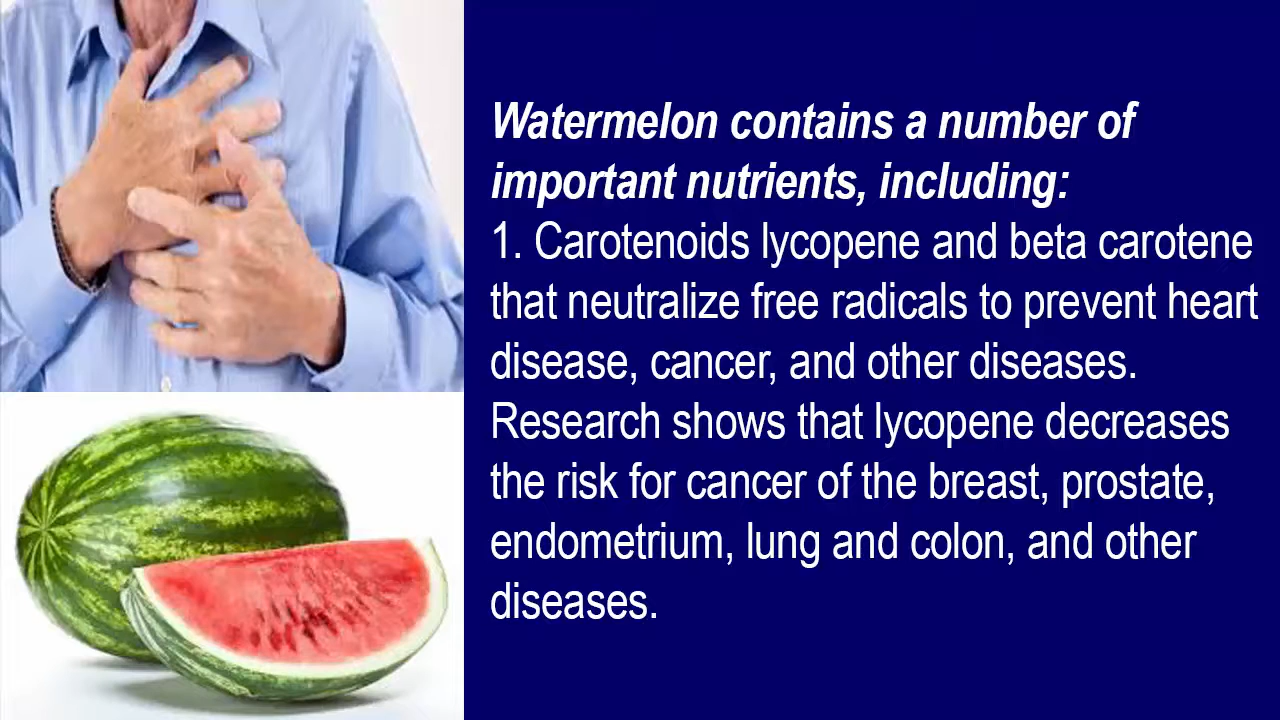 Watermelon contains a number of
important nutrients, including:
1. Carotenoids lycopene and beta carotene
that neutralize free radicals to prevent heart
disease, cancer, and other diseases.
Research shows that lycopene decreases
the risk for cancer of the breast, prostate,
endometrium, lung and colon, and other
diseases.